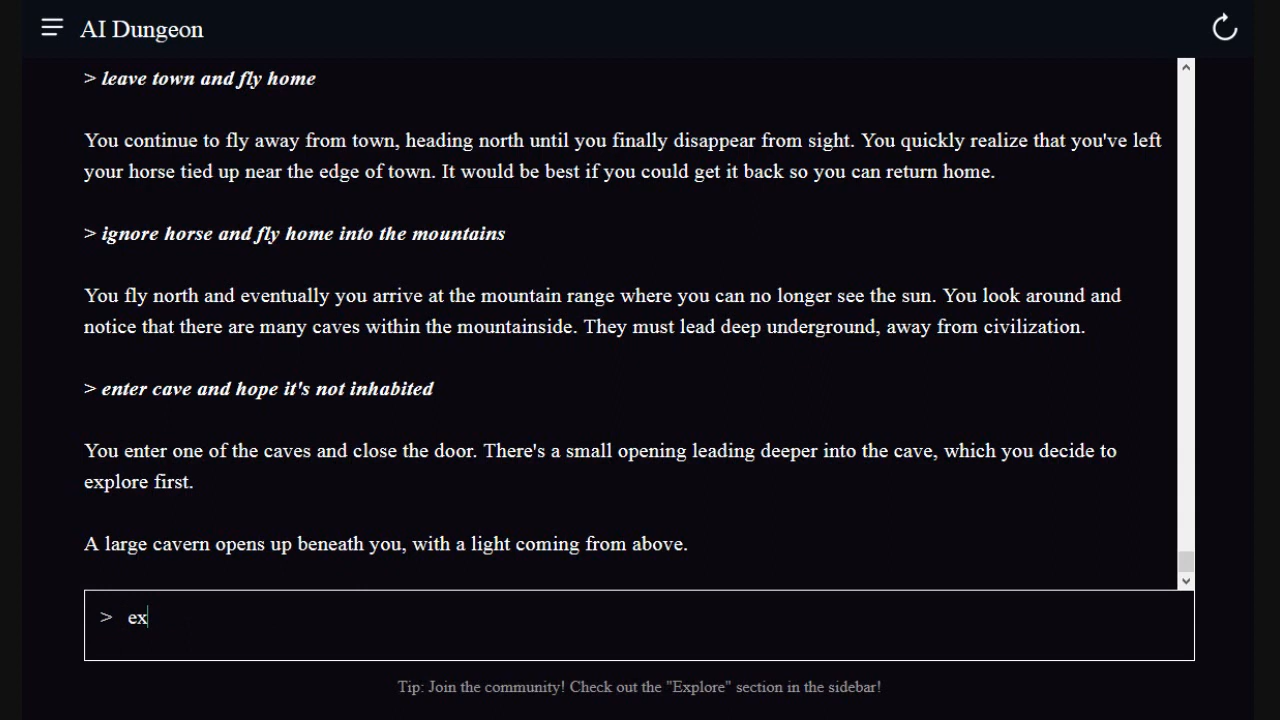 AI Dungeon
> leave town and fly home
You continue to fly away from town, heading north until you finally disappear from sight. You quickly realize that you've left
your horse tied up near the edge of town. It would be best if you could get it back so you can return home.
> ignore horse and fly home into the mountains
You fly north and eventually you arrive at the mountain range where you can no longer see the sun. You look around and
notice that there are many caves within the mountainside. They must lead deep underground, away from civilization.
> enter cave and hope it's not inhabited
You enter one of the caves and close the door. There's a small opening leading deeper into the cave, which you decide to
explore first.
A large cavern opens up beneath you, with a light coming from above.
> ex
Tip: Join the community! Check out the "Explore" section in the sidebar!